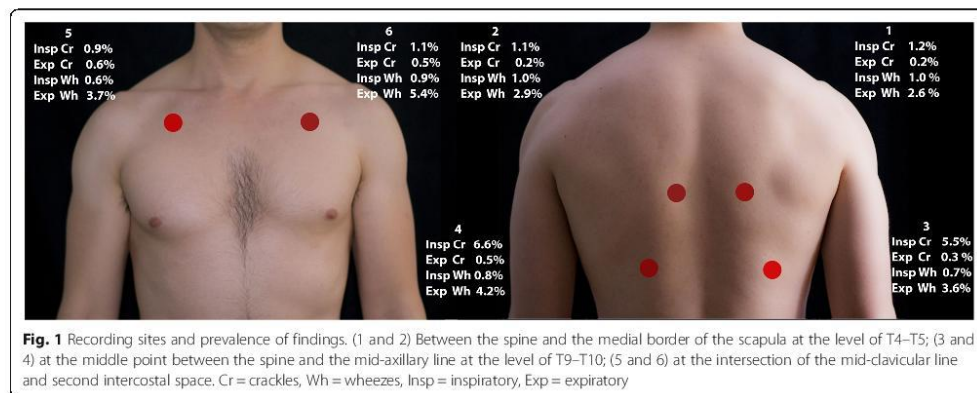 5
Insp Cr 0.9%
Exp Cr 0.6%
Insp Wh 0.6%
Exp Wh 3.7%
6
Insp Cr 1.1%
Exp Cr 0.5%
Insp Wh 0.9%
Exp Wh 5.4%
2
Insp Cr 1.1%
Exp Cr 0.2%
Insp Wh 1.0%
Exp Wh 2.9%
1
Insp Cr 1.2%
Exp Cr 0.2%
Insp Wh 1.0 %
Exp Wh 2.6 %
4
Insp Cr 6.6%
Exp Cr 0.5%
Insp Wh 0.8%
Exp Wh 4.2%
3
Insp Cr 5.5%
Exp Cr 0.3 %
Insp Wh 0.7%
Exp Wh 3.6%
Fig. 1 Recording sites and prevalence of findings. (1 and 2) Between the spine and the medial border of the scapula at the level of T4–T5; (3 and
4) at the middle point between the spine and the mid-axillary line at the level of T9–T10; (5 and 6) at the intersection of the mid-clavicular line
and second intercostal space. Cr = crackles, Wh = wheezes, Insp = inspiratory, Exp = expiratory